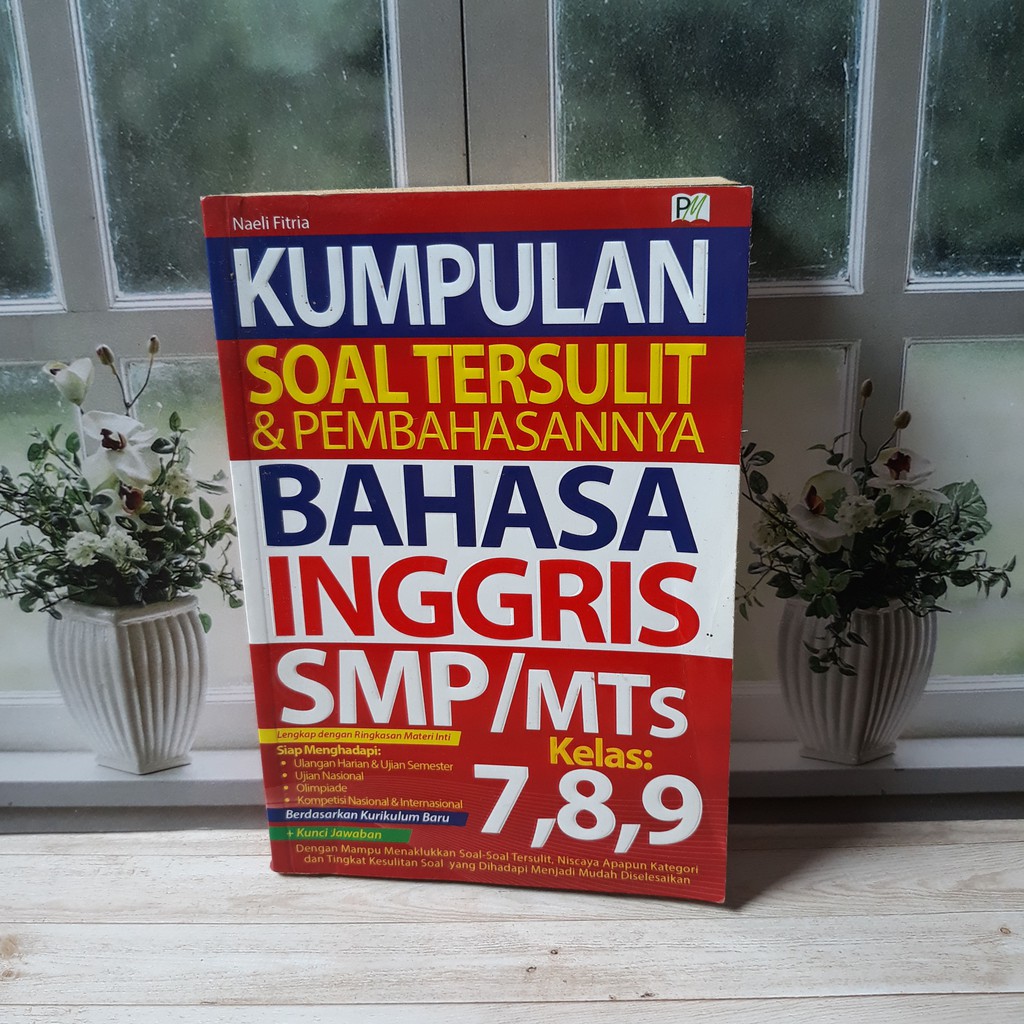 Naeli Fitria
PM
KUMPULAN
SOAL TERSULIT
& PEMBAHASANNYA
BAHASA
INGGRIS
SMP/MTs
Kelas:
7,8,9
Lengkap dengan Ringkasan Materi Inti
Siap Menghadapi:
• Ulangan Harian & Ujian Semester
• Ujian Nasional
• Olimpiade
• Kompetisi Nasional & Internasional
Berdasarkan Kurikulum Baru
+ Kunci Jawaban
Dengan Mampu Menaklukkan Soal-Soal Tersulit, Niscaya Apapun Kategori
dan Tingkat Kesulitan Soal yang Dihadapi Menjadi Mudah Diselesaikan